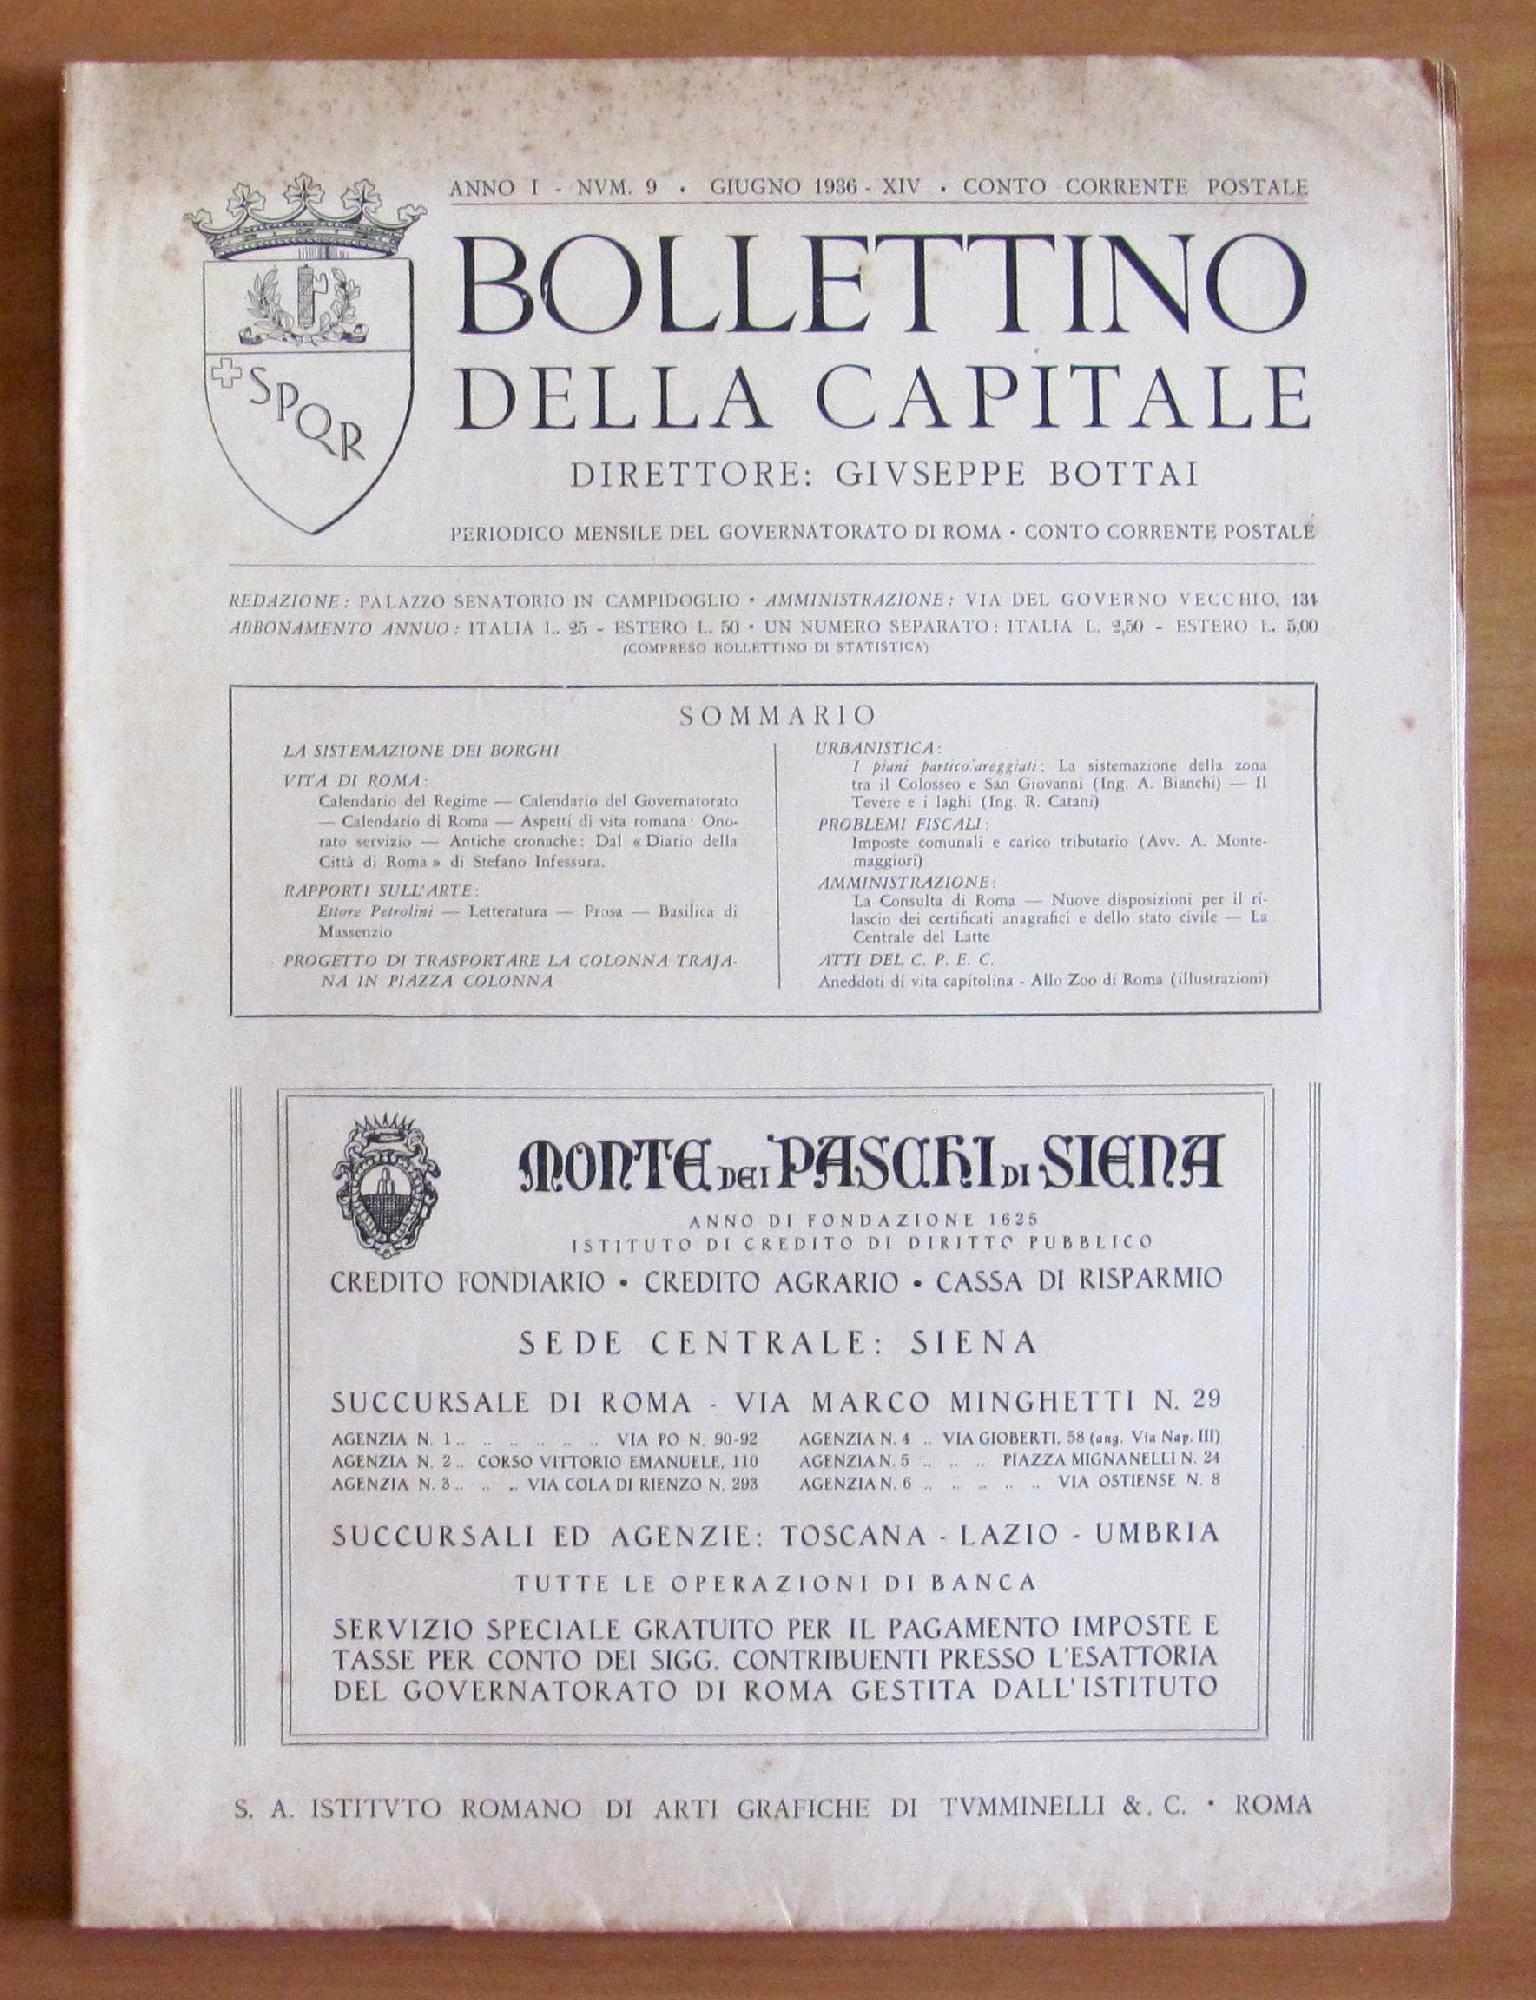 ANNO I - NVM. 9 • GIUGNO 1936 - XIV • CONTO CORRENTE POSTALE
BOLLETTINO
DELLA CAPITALE
DIRETTORE: GIVSEPPE BOTTAI
PERIODICO MENSILE DEL GOVERNATORATO DI ROMA • CONTO CORRENTE POSTALE
SPQR
REDAZIONE: PALAZZO SENATORIO IN CAMPIDOGLIO • AMMINISTRAZIONE: VIA DEL GOVERNO VECCHIO, 134
ABBONAMENTO ANNUO: ITALIA L. 25 - ESTERO L. 50 • UN NUMERO SEPARATO: ITALIA L. 2,50 - ESTERO L. 5,00
(COMPRESO BOLLETTINO DI STATISTICA)
SOMMARIO
LA SISTEMAZIONE DEI BORGHI
VITA DI ROMA:
Calendario del Regime — Calendario del Governatorato
— Calendario di Roma — Aspetti di vita romana: Ono-
rato servizio — Antiche cronache: Dal « Diario della
Città di Roma » di Stefano Infessura.
RAPPORTI SULL'ARTE:
Ettore Petrolini — Letteratura — Prosa — Basilica di
Massenzio
PROGETTO DI TRASPORTARE LA COLONNA TRAJA-
NA IN PIAZZA COLONNA
URBANISTICA:
I piani partico'areggiati: La sistemazione della zona
tra il Colosseo e San Giovanni (Ing. A. Bianchi) — Il
Tevere e i laghi (Ing. R. Catani)
PROBLEMI FISCALI:
Imposte comunali e carico tributario (Avv. A. Monte-
maggiori)
AMMINISTRAZIONE:
La Consulta di Roma — Nuove disposizioni per il ri-
lascio dei certificati anagrafici e dello stato civile — La
Centrale del Latte
ATTI DEL C. P. E. C.
Aneddoti di vita capitolina - Allo Zoo di Roma (illustrazioni)
MONTE DEI PASCHI DI SIENA
ANNO DI FONDAZIONE 1625
ISTITUTO DI CREDITO DI DIRITTO PUBBLICO
CREDITO FONDIARIO • CREDITO AGRARIO • CASSA DI RISPARMIO
SEDE CENTRALE: SIENA
SUCCURSALE DI ROMA - VIA MARCO MINGHETTI N. 29
AGENZIA N. 1 .. .. .. .. .. .. VIA PO N. 90-92
AGENZIA N. 2 .. CORSO VITTORIO EMANUELE, 110
AGENZIA N. 3 .. .. .. VIA COLA DI RIENZO N. 293
AGENZIA N. 4 .. VIA GIOBERTI, 58 (ang. Via Nap. III)
AGENZIA N. 5 .. .. .. PIAZZA MIGNANELLI N. 24
AGENZIA N. 6 .. .. .. .. .. VIA OSTIENSE N. 8
SUCCURSALI ED AGENZIE: TOSCANA - LAZIO - UMBRIA
TUTTE LE OPERAZIONI DI BANCA
SERVIZIO SPECIALE GRATUITO PER IL PAGAMENTO IMPOSTE E
TASSE PER CONTO DEI SIGG. CONTRIBUENTI PRESSO L'ESATTORIA
DEL GOVERNATORATO DI ROMA GESTITA DALL'ISTITUTO
S. A. ISTITVTO ROMANO DI ARTI GRAFICHE DI TVMMINELLI & C. • ROMA